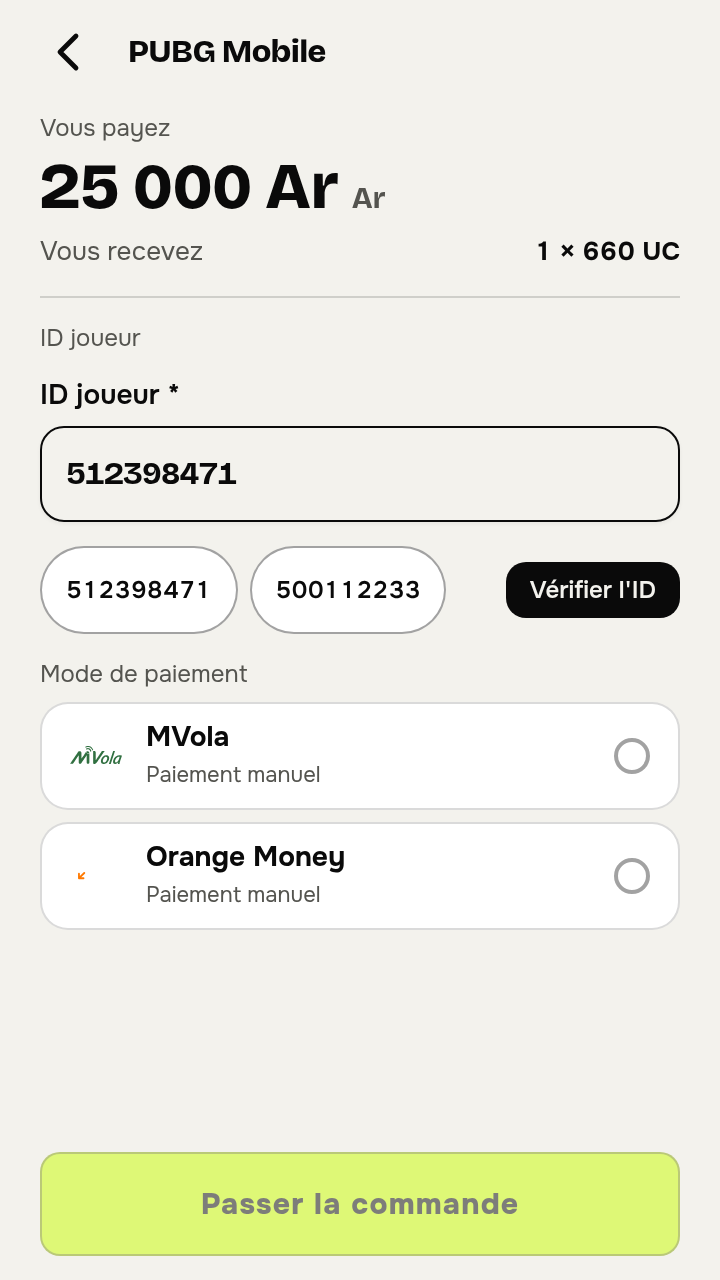 PUBG Mobile
Vous payez
25 000 Ar Ar
Vous recevez 1 × 660 UC
ID joueur
ID joueur *
512398471
512398471 500112233 Vérifier l'ID
Mode de paiement
MVola
MVola
Paiement manuel
Orange Money
Paiement manuel
Passer la commande